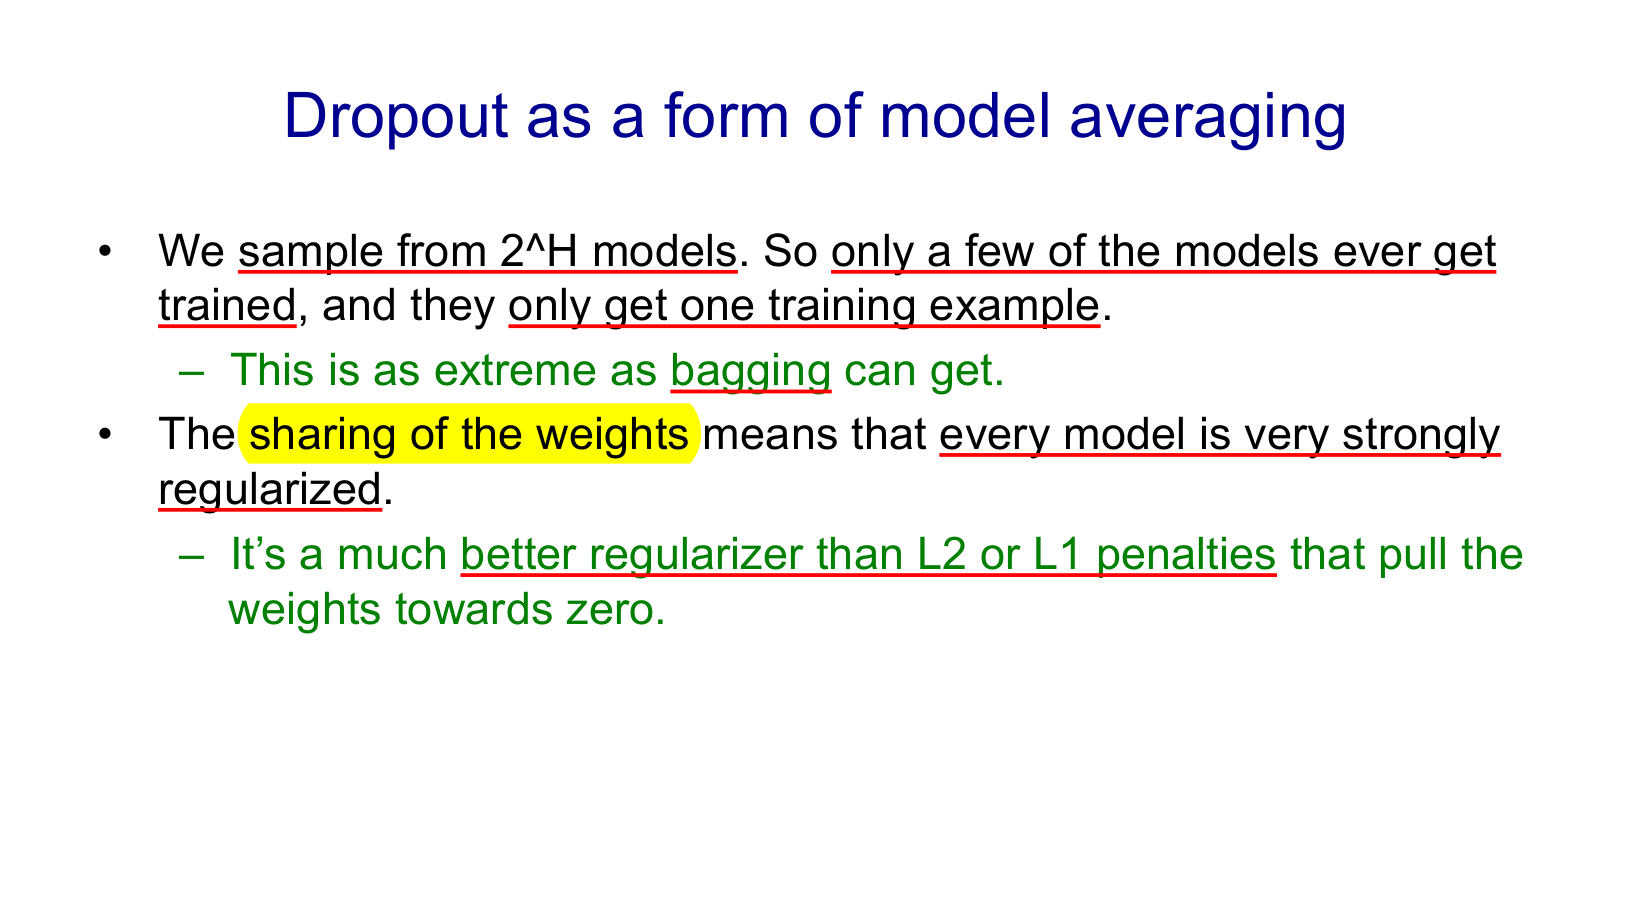 Dropout as a form of model averaging
• We sample from 2^H models. So only a few of the models ever get
trained, and they only get one training example.
– This is as extreme as bagging can get.
• The sharing of the weights means that every model is very strongly
regularized.
– It’s a much better regularizer than L2 or L1 penalties that pull the
weights towards zero.